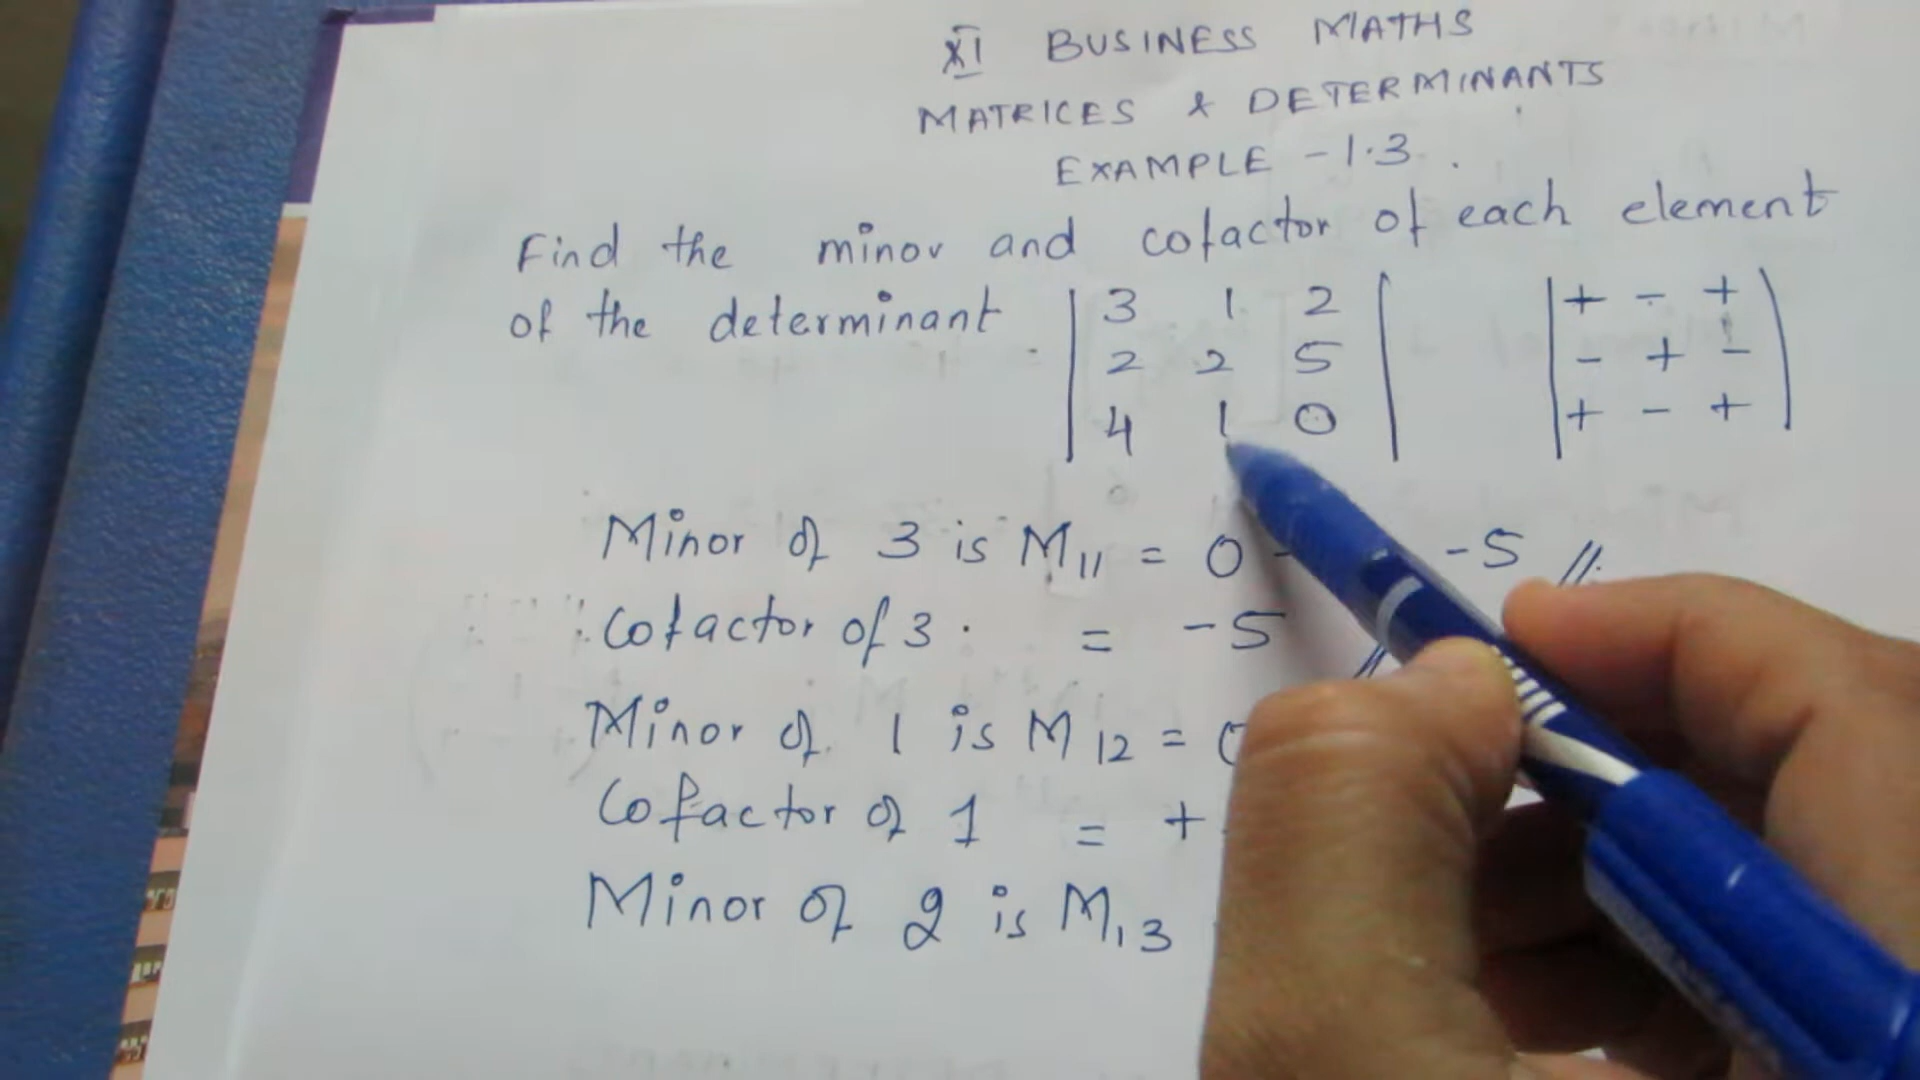 XI BUSINESS MATHS
MATRICES & DETERMINANTS
EXAMPLE - 1.3.
Find the minor and cofactor of each element
of the determinant | 3 1 2 | | + - + |
| 2 2 5 | | - + - |
| 4 1 0 | | + - + |
Minor of 3 is M11 = 0 - -5 //
Cofactor of 3 = -5 //
Minor of 1 is M12 =
Cofactor of 1 = +
Minor of 2 is M13